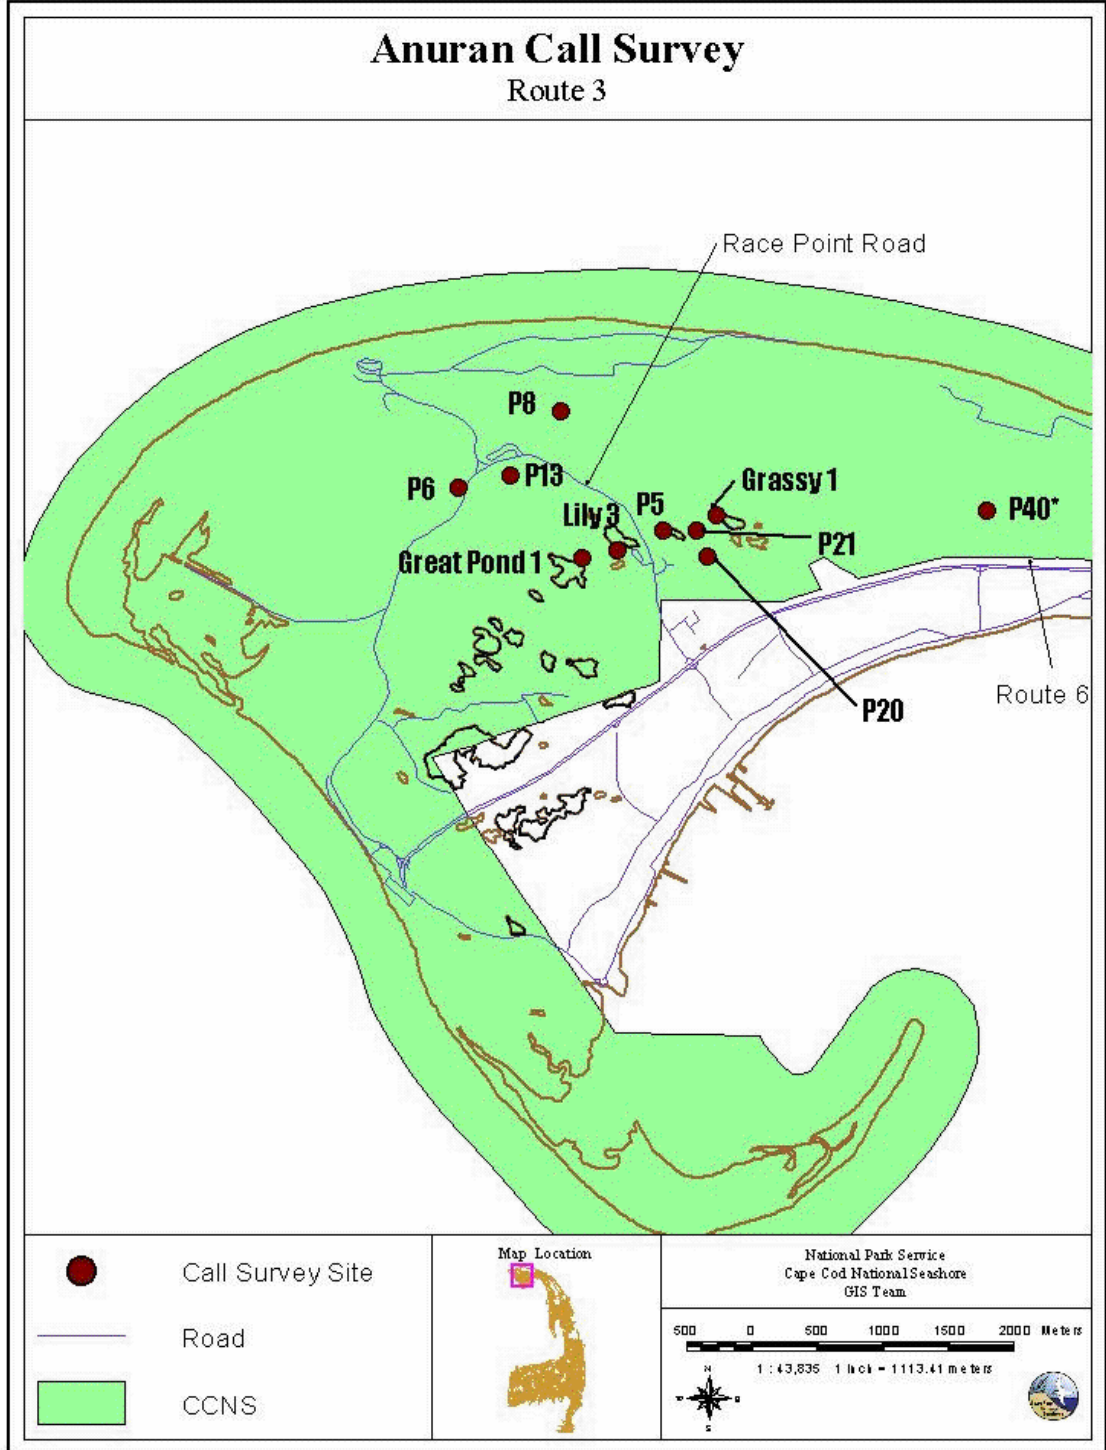 Anuran Call Survey
Route 3
Race Point Road
P8
P13
P6
Grassy 1
P5
P40*
Lily 3
P21
Great Pond 1
Route 6
P20
Call Survey Site
Road
CCNS
Map Location
National Park Service
Cape Cod National Seashore
GIS Team
500 0 500 1000 1500 2000 Meters
1 : 43,835 1 Inch = 1113.41 meters
N
S